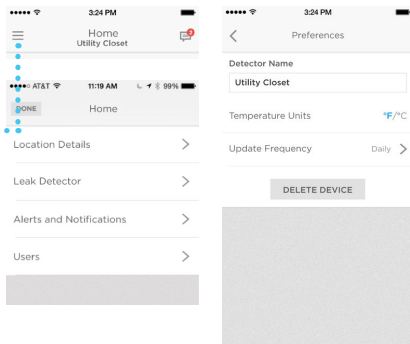 3:24 PM
Home
Utility Closet
2
AT&T 11:19 AM 99%
DONE Home
Location Details
Leak Detector
Alerts and Notifications
Users
3:24 PM
Preferences
Detector Name
Utility Closet
Temperature Units °F/°C
Update Frequency Daily
DELETE DEVICE